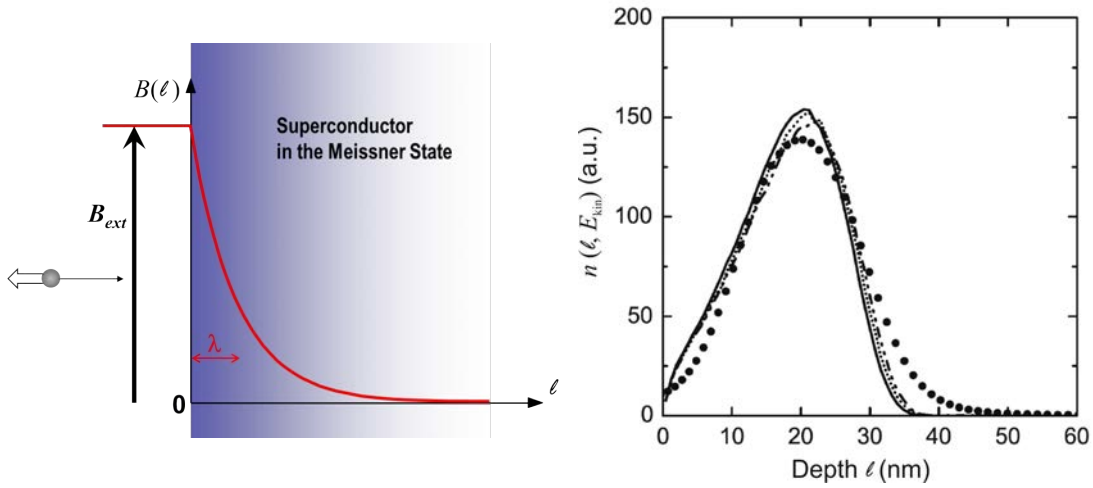 B(ℓ)
Superconductor
in the Meissner State
B_ext
λ
0
ℓ
200
150
100
50
0
n (ℓ, E_kin) (a.u.)
0 10 20 30 40 50 60
Depth ℓ (nm)